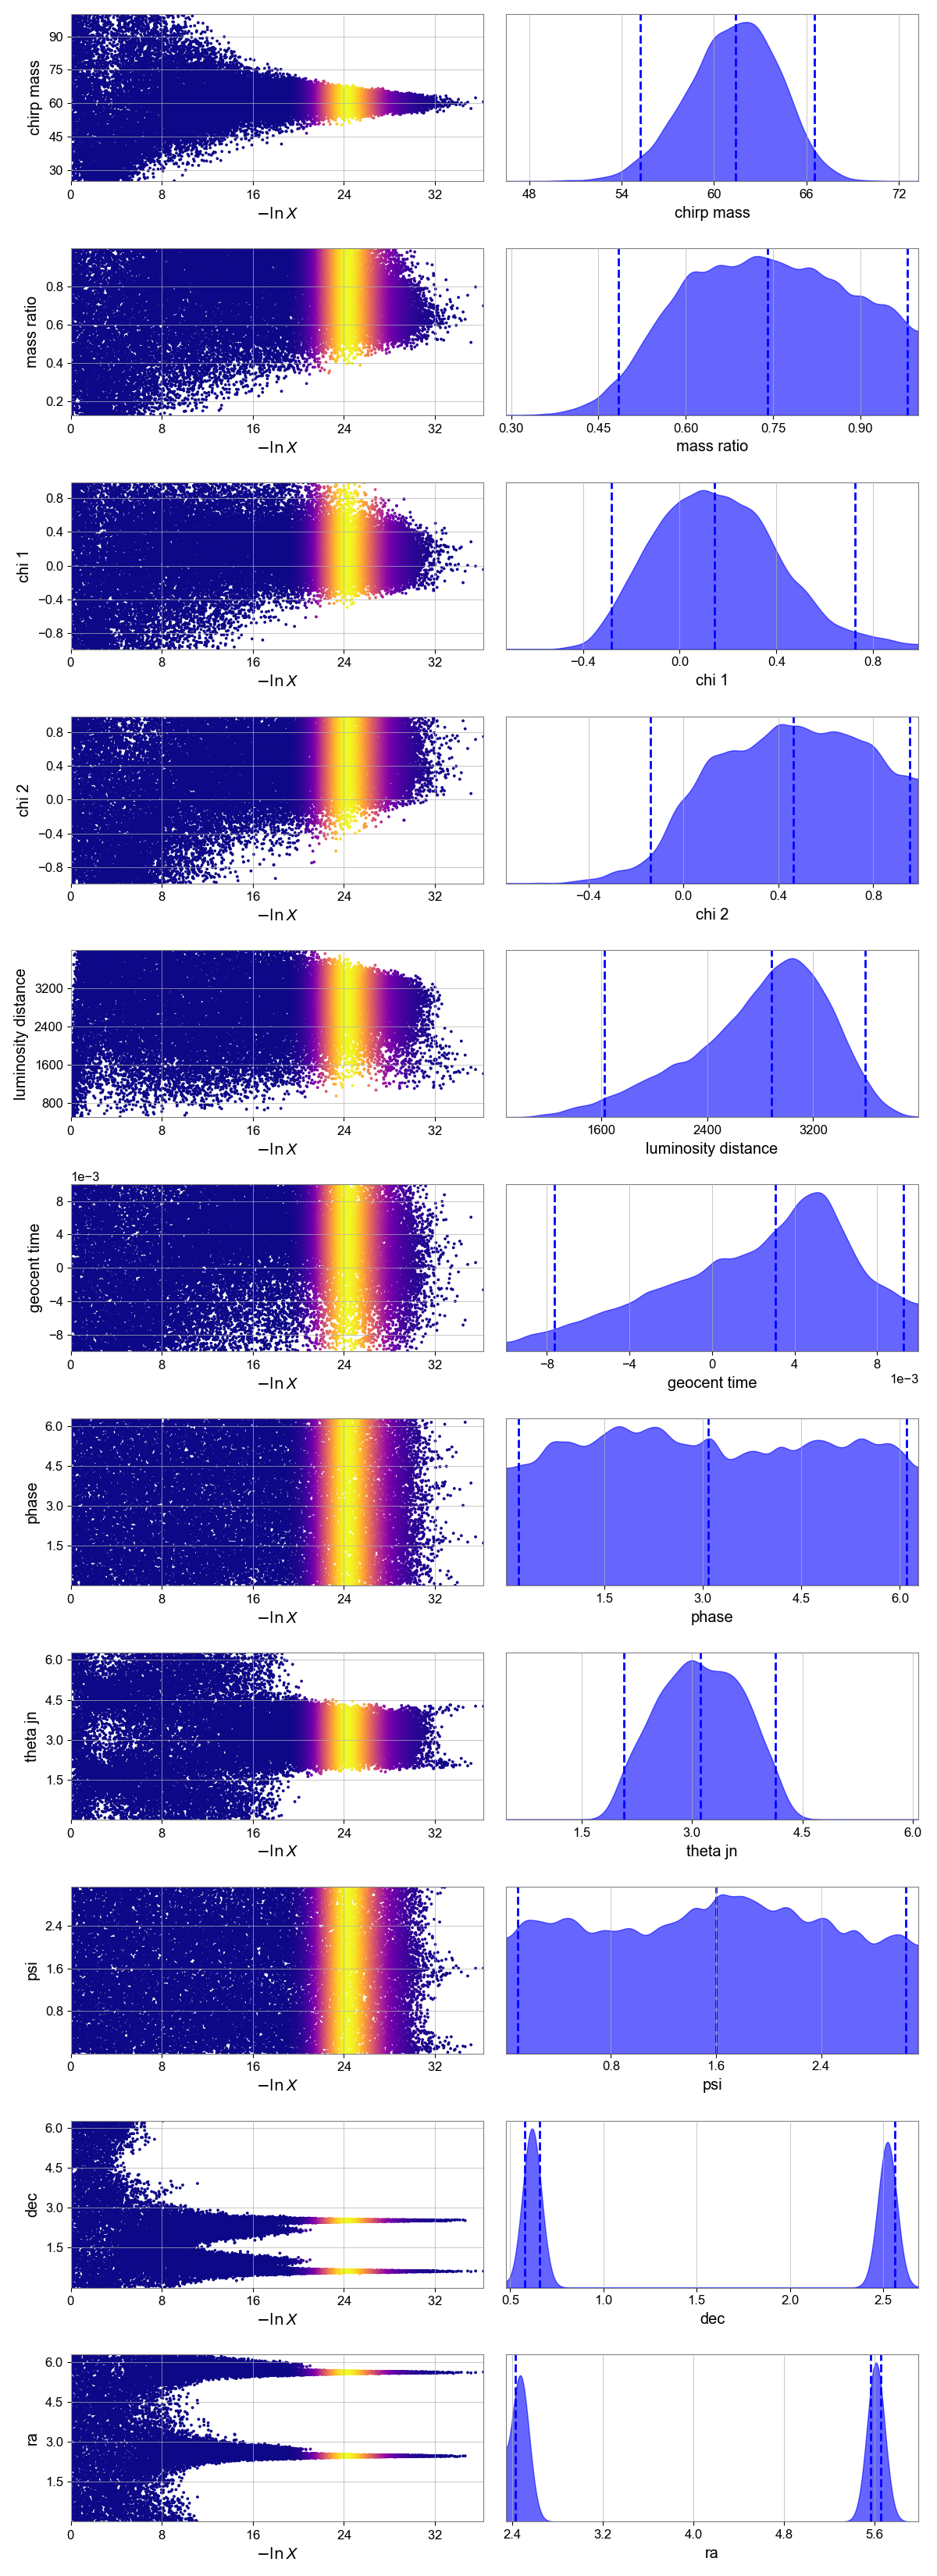 90
75
60
45
30
chirp mass
0 8 16 24 32
−ln X
48 54 60 66 72
chirp mass
0.8
0.6
0.4
0.2
mass ratio
0 8 16 24 32
−ln X
0.30 0.45 0.60 0.75 0.90
mass ratio
0.8
0.4
0.0
−0.4
−0.8
chi 1
0 8 16 24 32
−ln X
−0.4 0.0 0.4 0.8
chi 1
0.8
0.4
0.0
−0.4
−0.8
chi 2
0 8 16 24 32
−ln X
−0.4 0.0 0.4 0.8
chi 2
3200
2400
1600
800
luminosity distance
0 8 16 24 32
−ln X
1600 2400 3200
luminosity distance
1e−3
8
4
0
−4
−8
geocent time
0 8 16 24 32
−ln X
−8 −4 0 4 8
1e−3
geocent time
6.0
4.5
3.0
1.5
phase
0 8 16 24 32
−ln X
1.5 3.0 4.5 6.0
phase
6.0
4.5
3.0
1.5
theta jn
0 8 16 24 32
−ln X
1.5 3.0 4.5 6.0
theta jn
2.4
1.6
0.8
psi
0 8 16 24 32
−ln X
0.8 1.6 2.4
psi
6.0
4.5
3.0
1.5
dec
0 8 16 24 32
−ln X
0.5 1.0 1.5 2.0 2.5
dec
6.0
4.5
3.0
1.5
ra
0 8 16 24 32
−ln X
2.4 3.2 4.0 4.8 5.6
ra